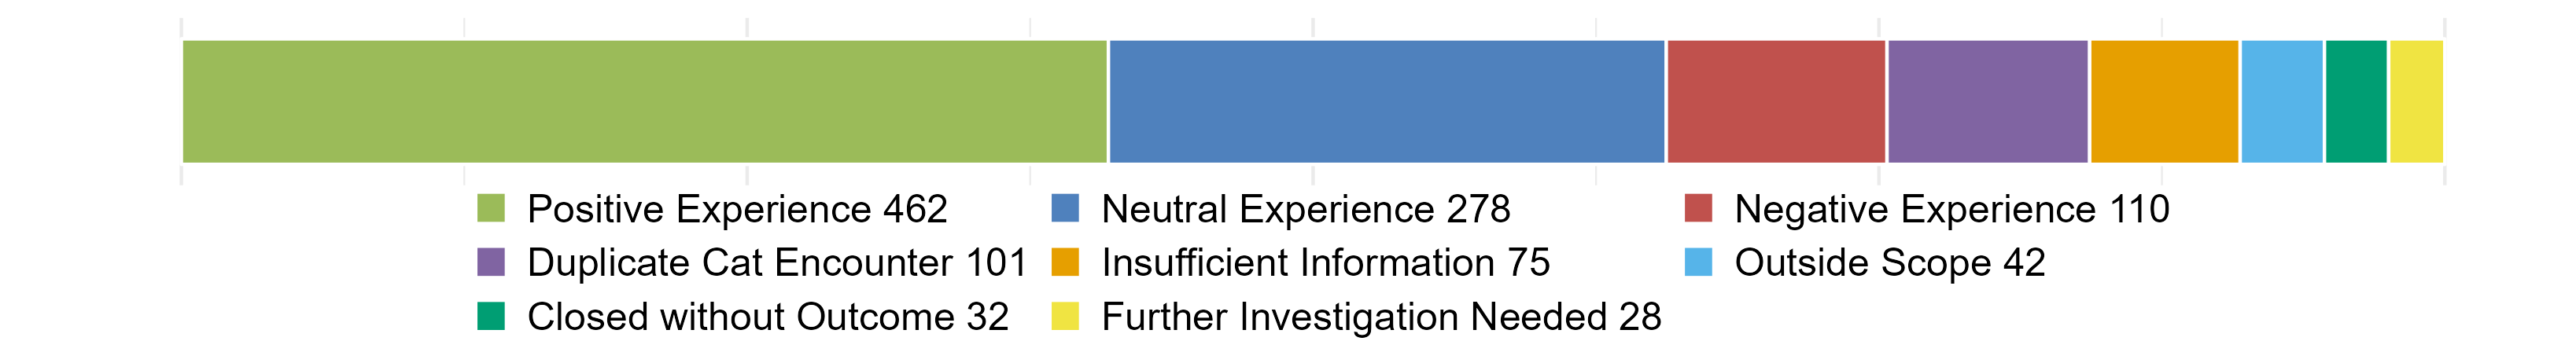 Positive Experience 462 Neutral Experience 278 Negative Experience 110
Duplicate Cat Encounter 101 Insufficient Information 75 Outside Scope 42
Closed without Outcome 32 Further Investigation Needed 28